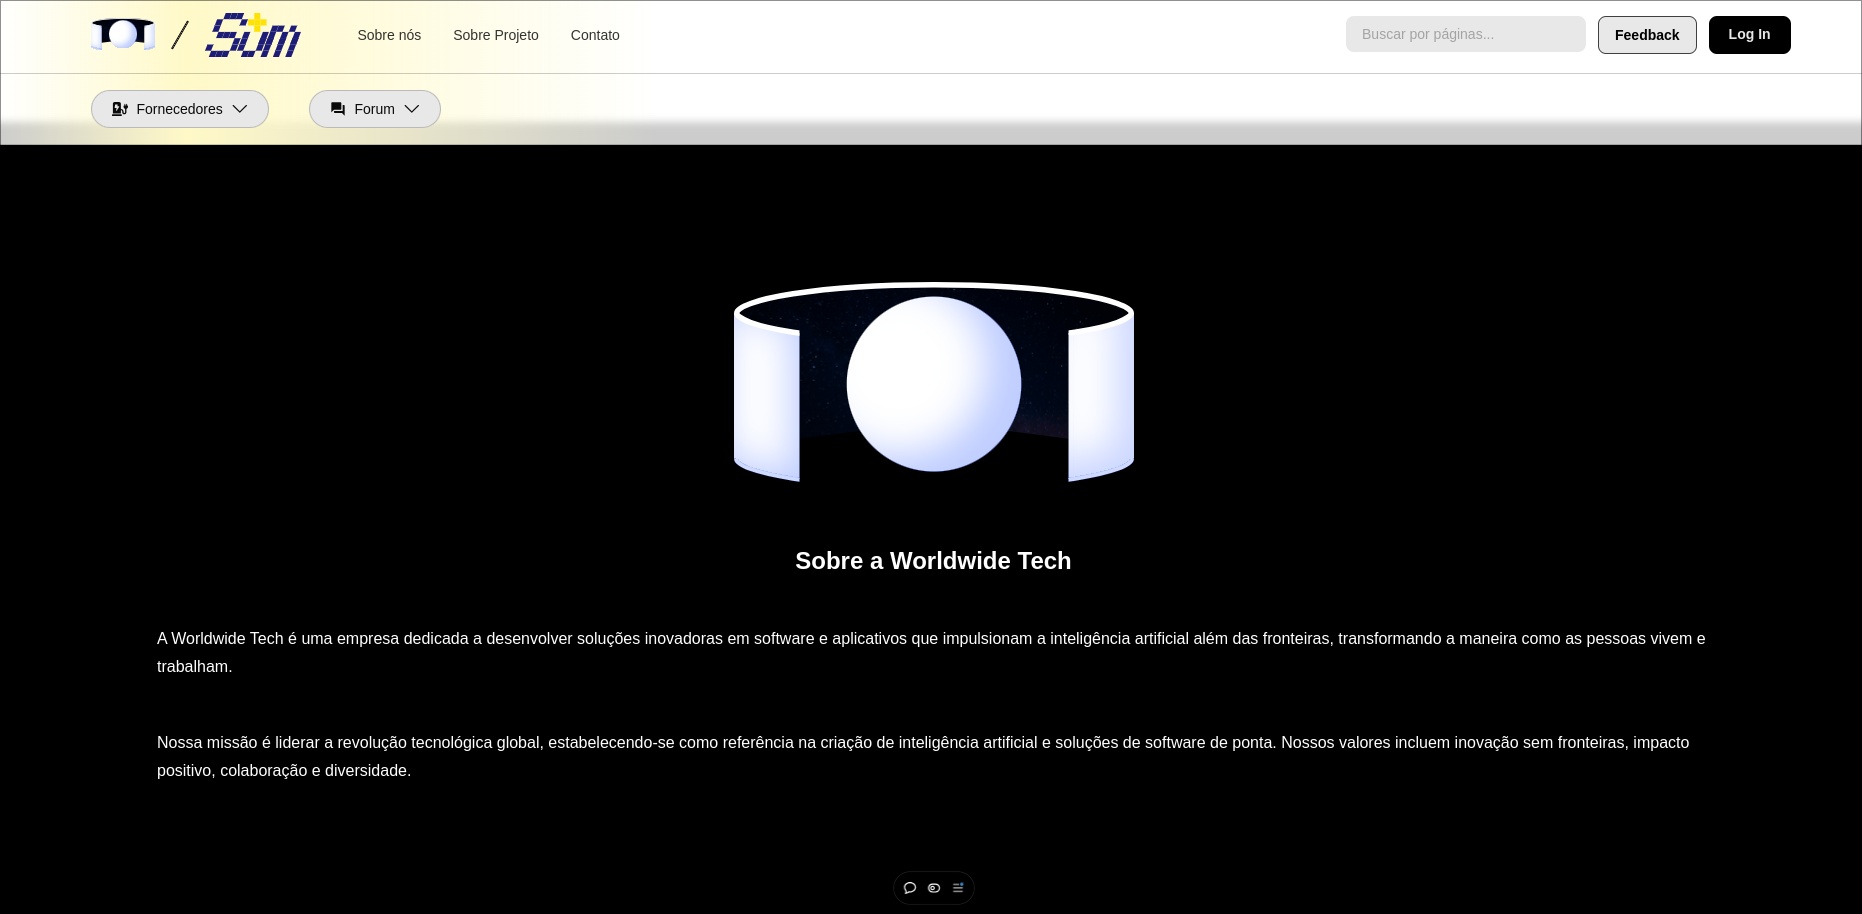 Sum
Sobre nós
Sobre Projeto
Contato
Buscar por páginas...
Feedback
Log In
Fornecedores
Forum
Sobre a Worldwide Tech
A Worldwide Tech é uma empresa dedicada a desenvolver soluções inovadoras em software e aplicativos que impulsionam a inteligência artificial além das fronteiras, transformando a maneira como as pessoas vivem e
trabalham.
Nossa missão é liderar a revolução tecnológica global, estabelecendo-se como referência na criação de inteligência artificial e soluções de software de ponta. Nossos valores incluem inovação sem fronteiras, impacto
positivo, colaboração e diversidade.